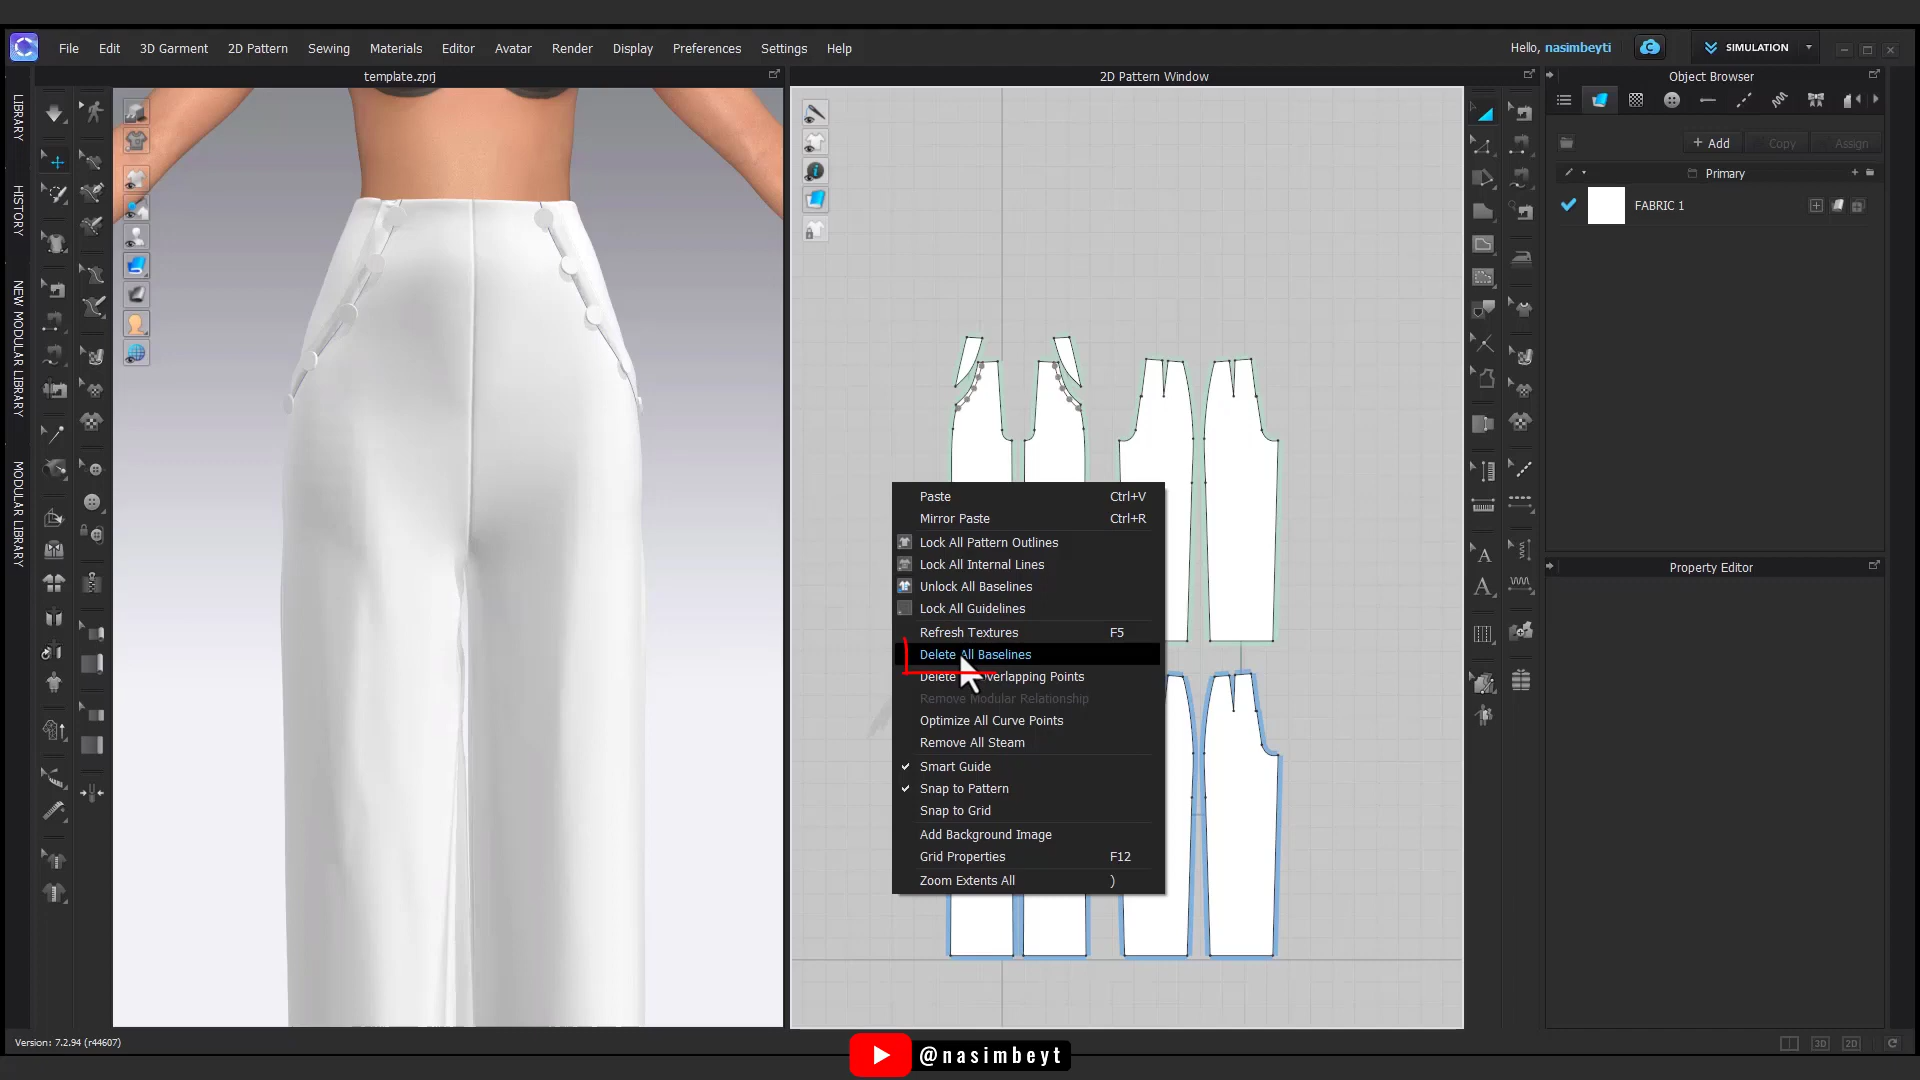 File Edit 3D Garment 2D Pattern Sewing Materials Editor Avatar Render Display Preferences Settings Help
Hello, nasimbeyti
SIMULATION
template.zprj
2D Pattern Window
Object Browser
LIBRARY
HISTORY
NEW MODULAR LIBRARY
MODULAR LIBRARY
+ Add
Copy
Assign
Primary
FABRIC 1
Property Editor
Paste Ctrl+V
Mirror Paste Ctrl+R
Lock All Pattern Outlines
Lock All Internal Lines
Unlock All Baselines
Lock All Guidelines
Refresh Textures F5
Delete All Baselines
Delete Overlapping Points
Remove Modular Relationship
Optimize All Curve Points
Remove All Steam
Smart Guide
Snap to Pattern
Snap to Grid
Add Background Image
Grid Properties F12
Zoom Extents All )
Version: 7.2.94 (r44607)
3D
2D
@nasimbeyt